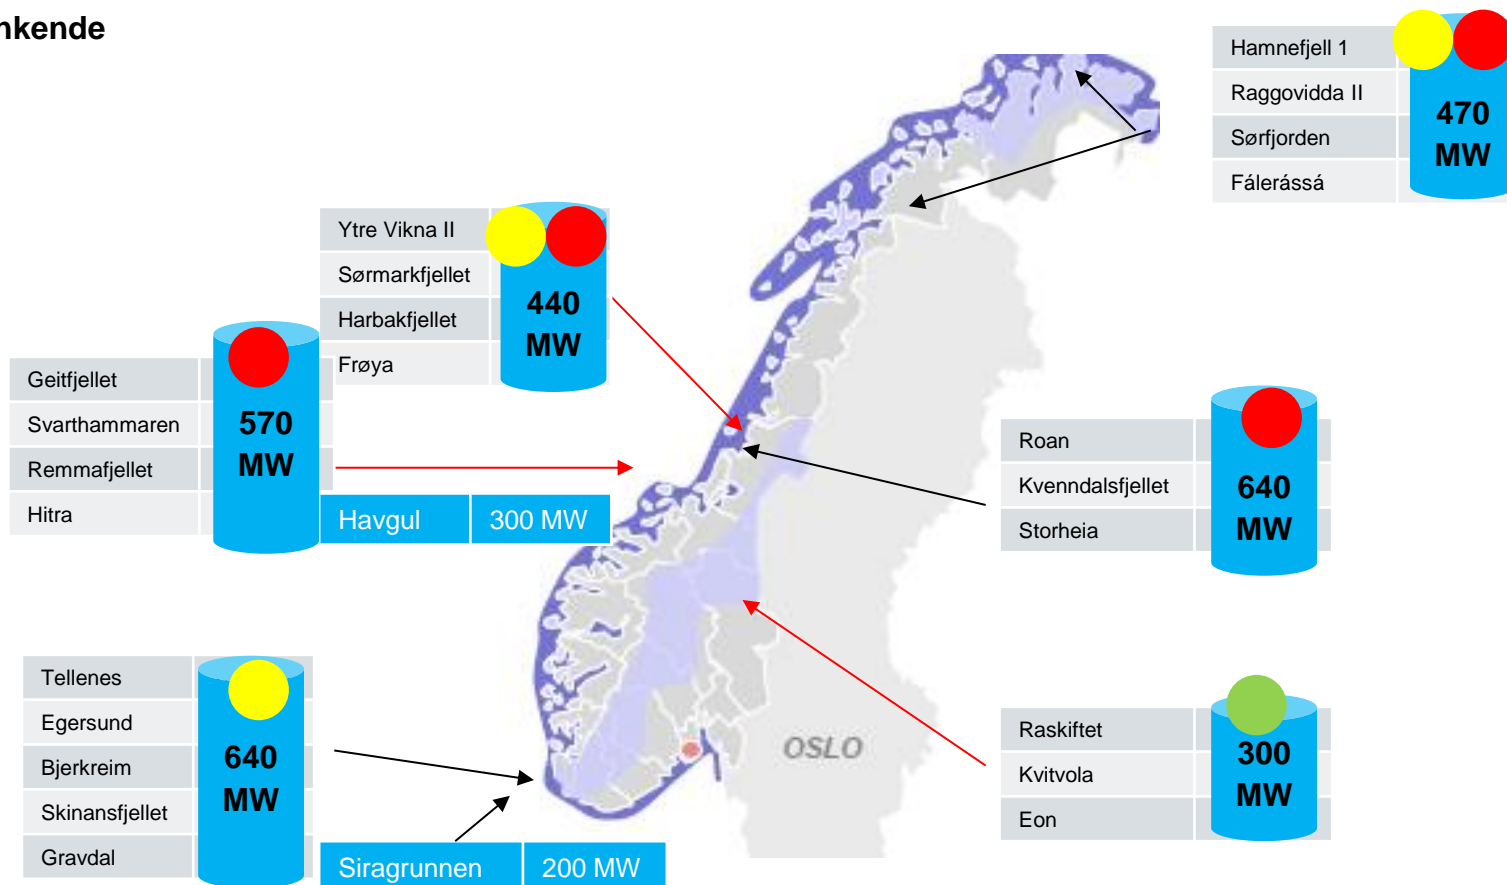 nkende
Hamnefjell 1
Raggovidda II
Sørfjorden
Fálerássá
470
MW
Ytre Vikna II
Sørmarkfjellet
Harbakfjellet
Frøya
440
MW
Geitfjellet
Svarthammaren
Remmafjellet
Hitra
570
MW
Havgul 300 MW
Roan
Kvenndalsfjellet
Storheia
640
MW
Tellenes
Egersund
Bjerkreim
Skinansfjellet
Gravdal
640
MW
Siragrunnen 200 MW
OSLO
Raskiftet
Kvitvola
Eon
300
MW